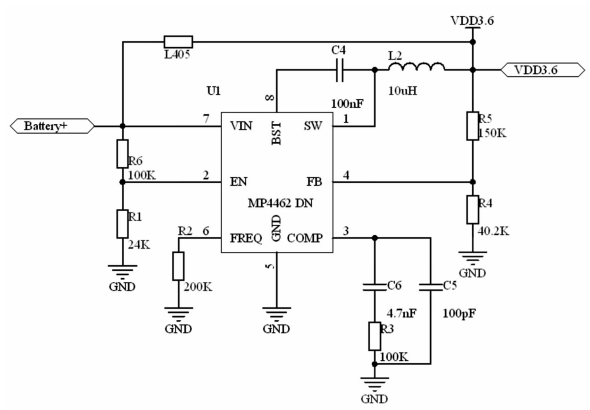 VDD3.6
L405
C4
L2
VDD3.6
U1
8
100nF
10uH
R5
150K
Battery+
7
VIN
BST
SW
1
R6
100K
2
EN
FB
4
MP4462 DN
R1
24K
R2
6
FREQ
GND
COMP
3
R4
40.2K
GND
GND
5
200K
C6
C5
4.7nF
100pF
GND
GND
R3
100K
GND